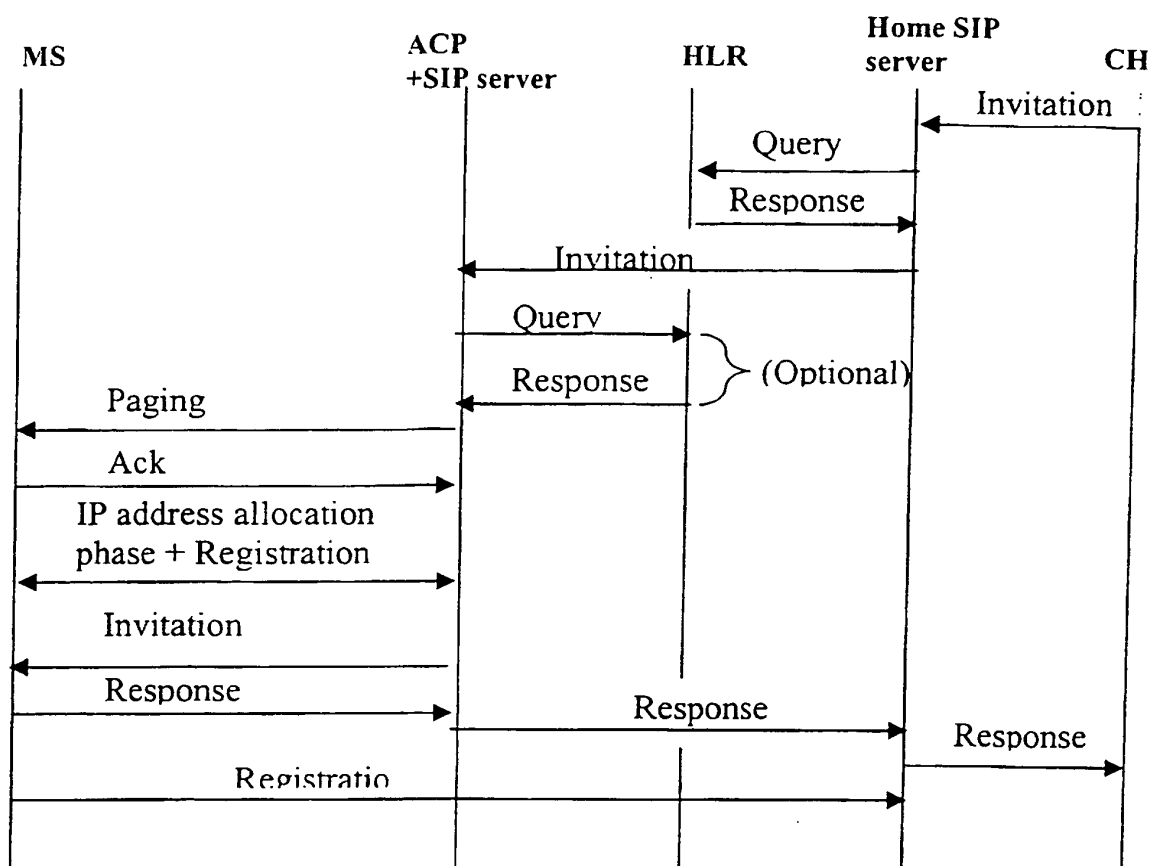 MS
ACP
+SIP server
HLR
Home SIP
server
CH
Invitation
Query
Response
Invitation
Query
(Optional)
Response
Paging
Ack
IP address allocation
phase + Registration
Invitation
Response
Response
Response
Registratio